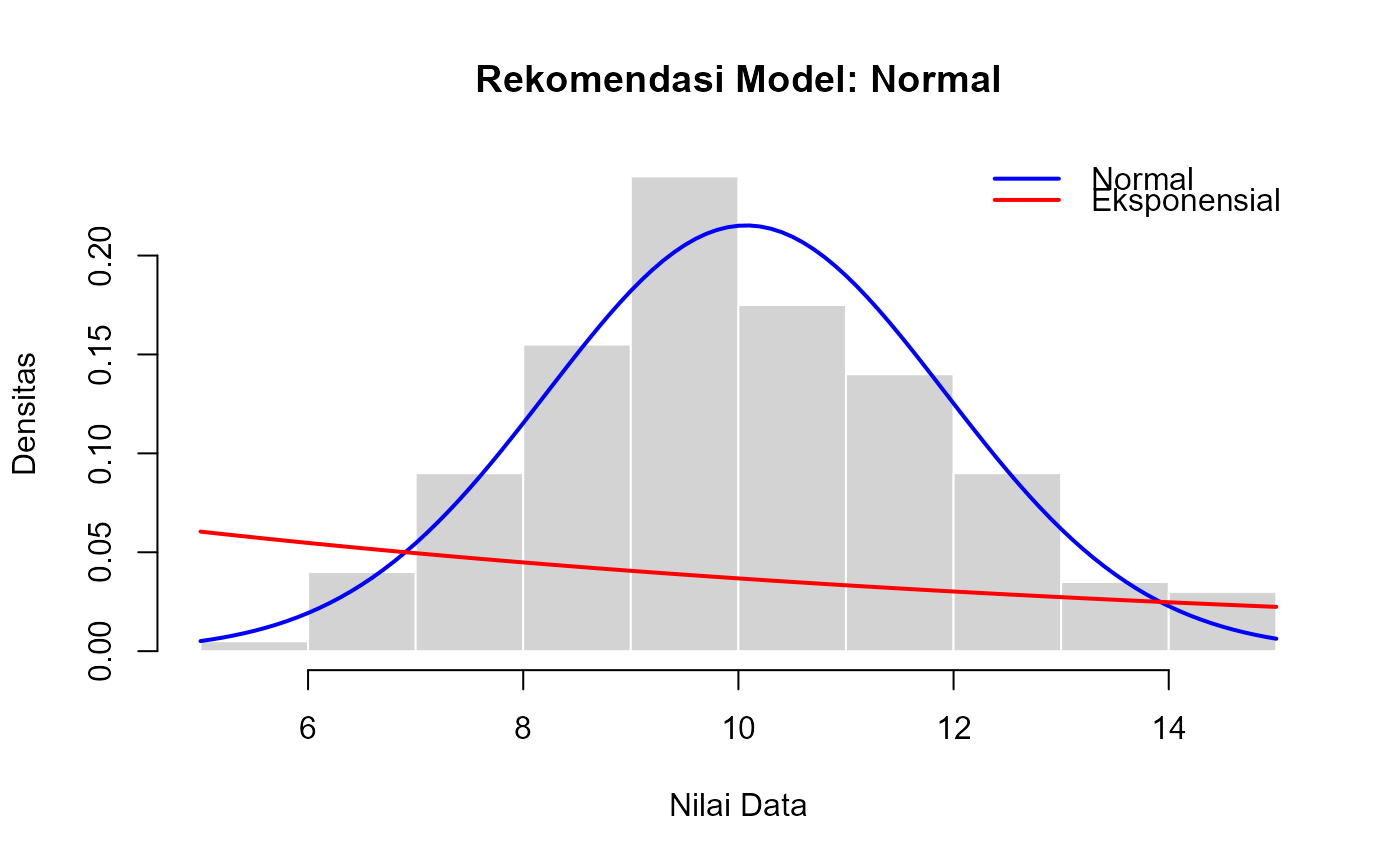 Rekomendasi Model: Normal
Normal
Eksponensial
Densitas
0.20
0.15
0.10
0.05
0.00
6 8 10 12 14
Nilai Data